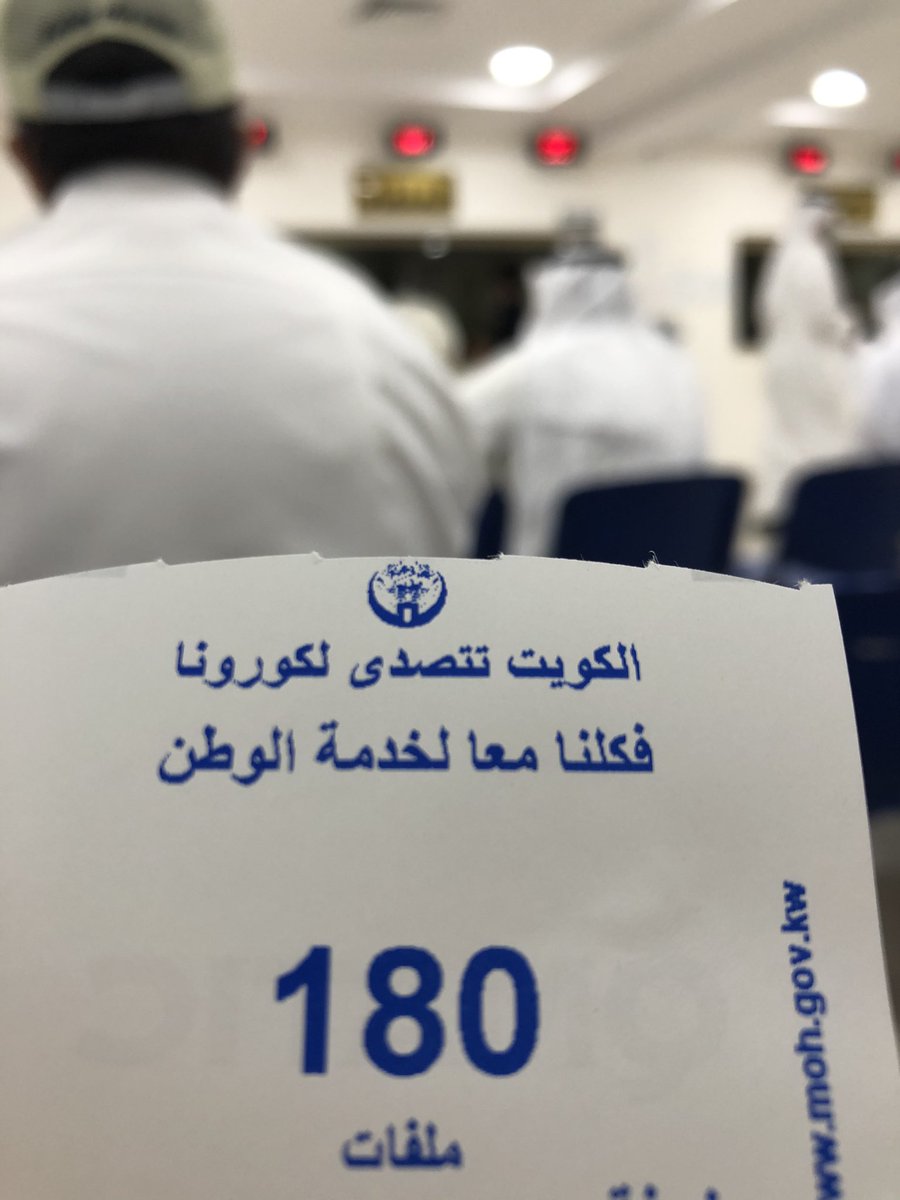 الكويت تتصدى لكورونا
فكلنا معا لخدمة الوطن
180
ملفات
www.moh.gov.kw